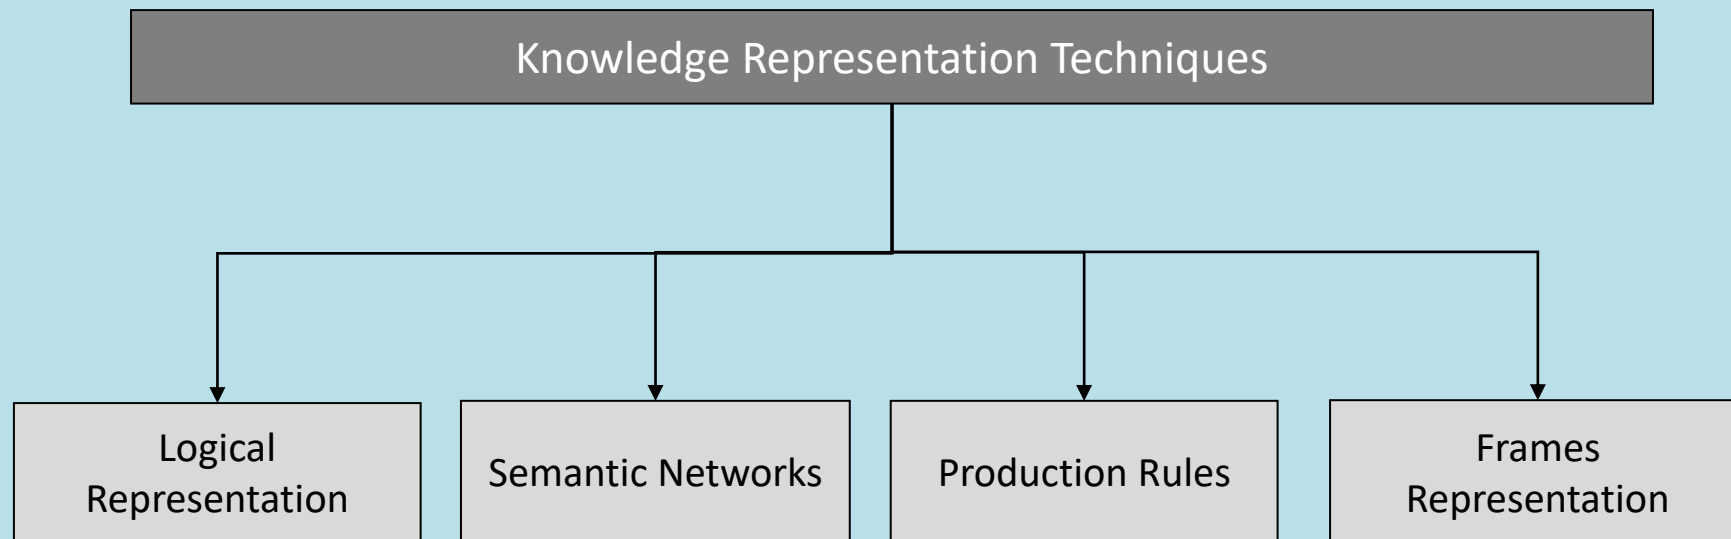 Knowledge Representation Techniques
Logical
Representation
Semantic Networks
Production Rules
Frames
Representation